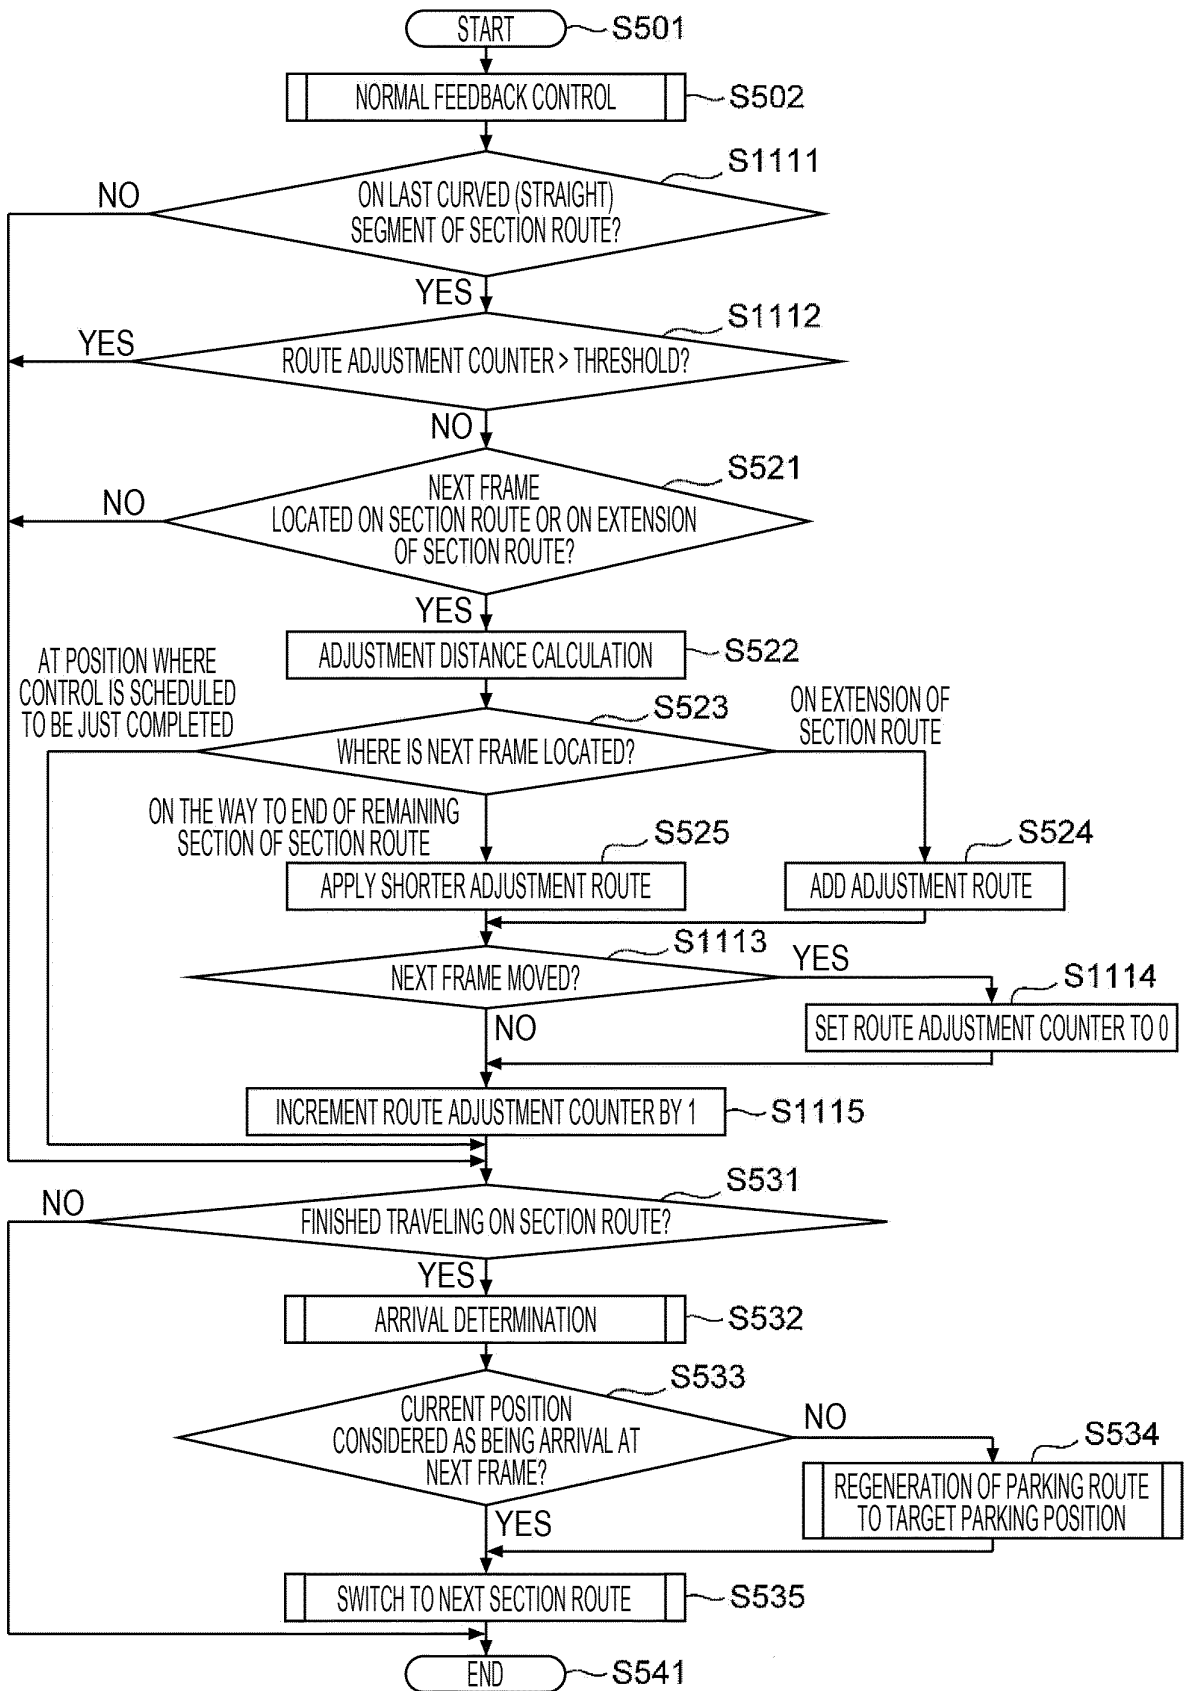 START
S501
NORMAL FEEDBACK CONTROL
S502
S1111
NO
ON LAST CURVED (STRAIGHT)
SEGMENT OF SECTION ROUTE?
YES
S1112
YES
ROUTE ADJUSTMENT COUNTER > THRESHOLD?
NO
S521
NO
NEXT FRAME
LOCATED ON SECTION ROUTE OR ON EXTENSION
OF SECTION ROUTE?
YES
ADJUSTMENT DISTANCE CALCULATION
S522
AT POSITION WHERE
CONTROL IS SCHEDULED
TO BE JUST COMPLETED
S523
ON EXTENSION OF
SECTION ROUTE
WHERE IS NEXT FRAME LOCATED?
ON THE WAY TO END OF REMAINING
SECTION OF SECTION ROUTE
S525
S524
APPLY SHORTER ADJUSTMENT ROUTE
ADD ADJUSTMENT ROUTE
S1113
NEXT FRAME MOVED?
YES
S1114
NO
SET ROUTE ADJUSTMENT COUNTER TO 0
INCREMENT ROUTE ADJUSTMENT COUNTER BY 1
S1115
S531
NO
FINISHED TRAVELING ON SECTION ROUTE?
YES
ARRIVAL DETERMINATION
S532
S533
CURRENT POSITION
CONSIDERED AS BEING ARRIVAL AT
NEXT FRAME?
NO
S534
REGENERATION OF PARKING ROUTE
TO TARGET PARKING POSITION
YES
SWITCH TO NEXT SECTION ROUTE
S535
END
S541